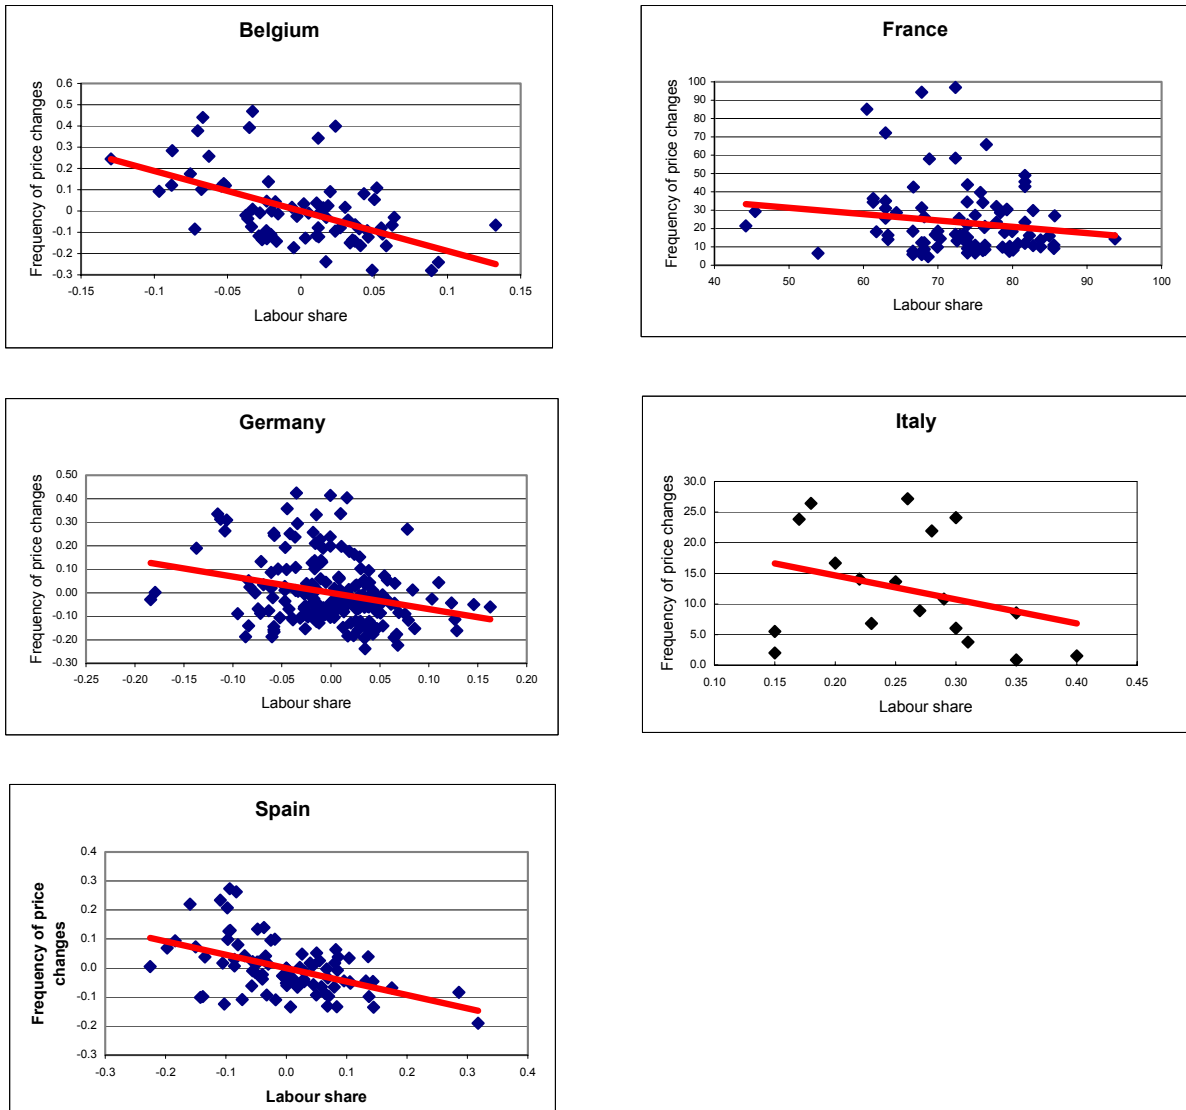 Belgium
Frequency of price changes
0.6
0.5
0.4
0.3
0.2
0.1
0
-0.1
-0.2
-0.3
-0.15 -0.1 -0.05 0 0.05 0.1 0.15
Labour share
France
Frequency of price changes
100
90
80
70
60
50
40
30
20
10
0
40 50 60 70 80 90 100
Labour share
Germany
Frequency of price changes
0.50
0.40
0.30
0.20
0.10
0.00
-0.10
-0.20
-0.30
-0.25 -0.20 -0.15 -0.10 -0.05 0.00 0.05 0.10 0.15 0.20
Labour share
Italy
Frequency of price changes
30.0
25.0
20.0
15.0
10.0
5.0
0.0
0.10 0.15 0.20 0.25 0.30 0.35 0.40 0.45
Labour share
Spain
Frequency of price
changes
0.4
0.3
0.2
0.1
0.0
-0.1
-0.2
-0.3
-0.3 -0.2 -0.1 0.0 0.1 0.2 0.3 0.4
Labour share